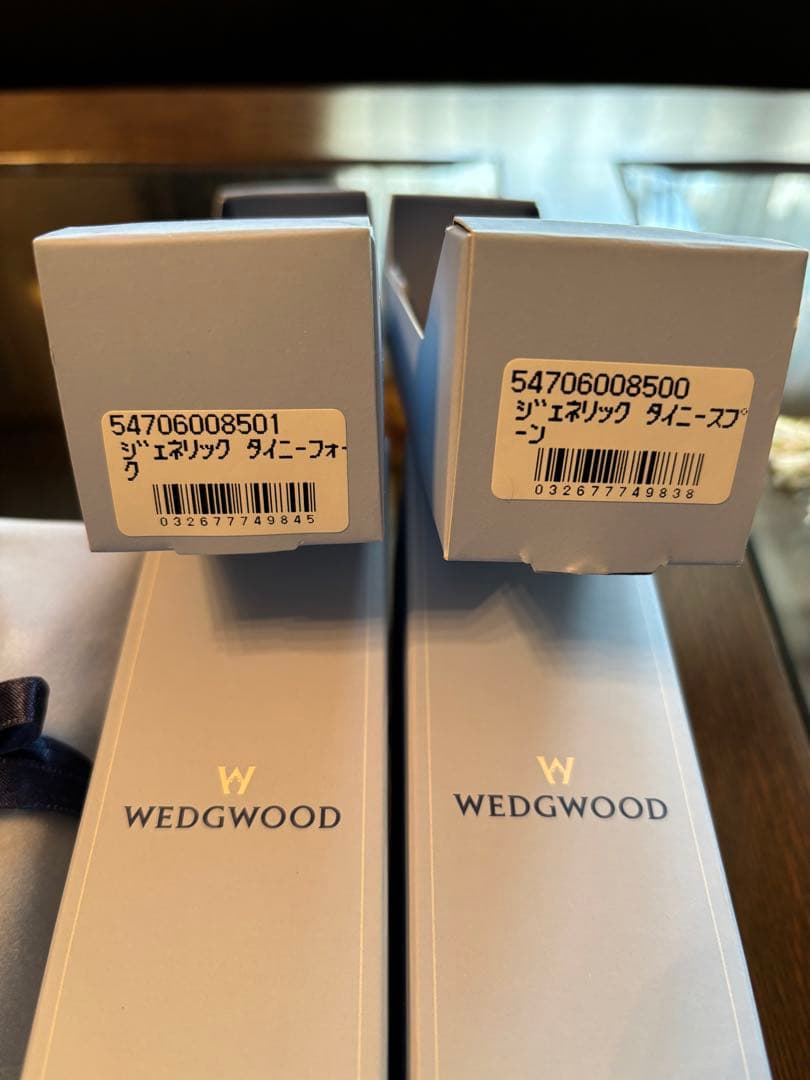 54706008501
ジェネリック タイニーフォー
ク
032677749845
54706008500
ジェネリック タイニースプ
ーン
032677749838
W
WEDGWOOD
W
WEDGWOOD